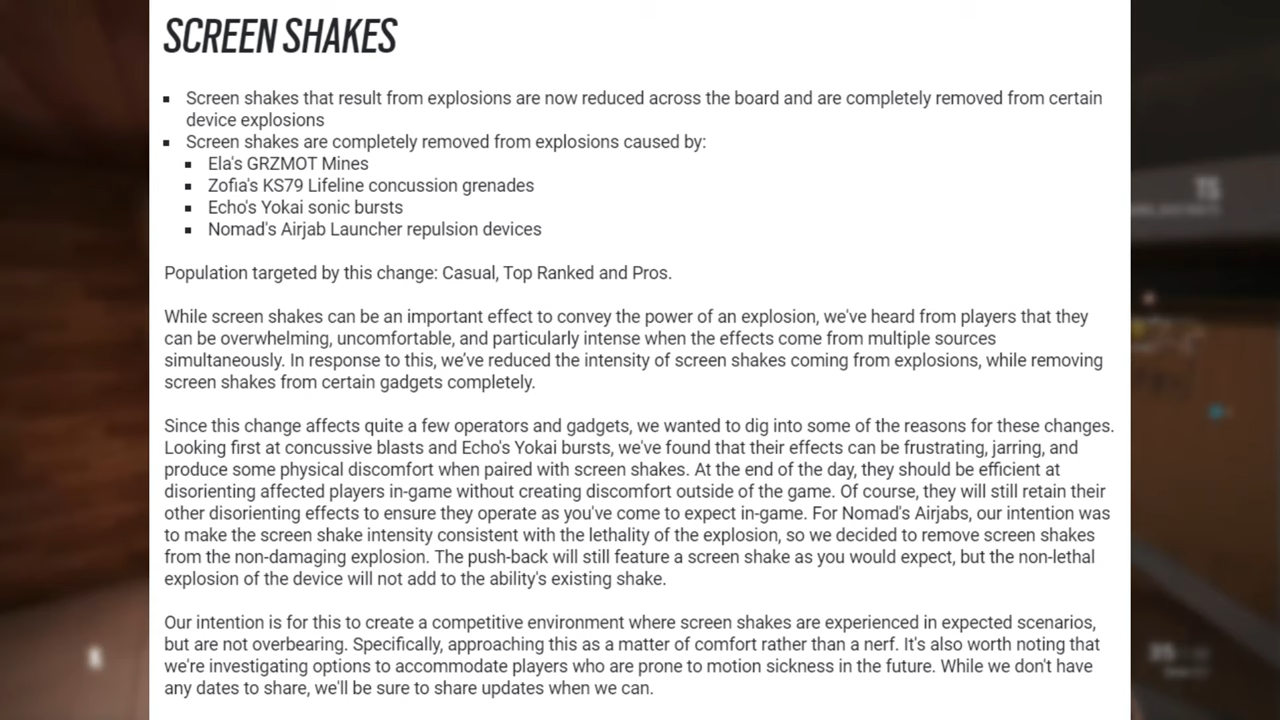 SCREEN SHAKES
Screen shakes that result from explosions are now reduced across the board and are completely removed from certain
device explosions
Screen shakes are completely removed from explosions caused by:
Ela's GRZMOT Mines
Zofia's KS79 Lifeline concussion grenades
Echo's Yokai sonic bursts
Nomad's Airjab Launcher repulsion devices
Population targeted by this change: Casual, Top Ranked and Pros.
While screen shakes can be an important effect to convey the power of an explosion, we've heard from players that they
can be overwhelming, uncomfortable, and particularly intense when the effects come from multiple sources
simultaneously. In response to this, we've reduced the intensity of screen shakes coming from explosions, while removing
screen shakes from certain gadgets completely.
Since this change affects quite a few operators and gadgets, we wanted to dig into some of the reasons for these changes.
Looking first at concussive blasts and Echo's Yokai bursts, we've found that their effects can be frustrating, jarring, and
produce some physical discomfort when paired with screen shakes. At the end of the day, they should be efficient at
disorienting affected players in-game without creating discomfort outside of the game. Of course, they will still retain their
other disorienting effects to ensure they operate as you've come to expect in-game. For Nomad's Airjabs, our intention was
to make the screen shake intensity consistent with the lethality of the explosion, so we decided to remove screen shakes
from the non-damaging explosion. The push-back will still feature a screen shake as you would expect, but the non-lethal
explosion of the device will not add to the ability's existing shake.
Our intention is for this to create a competitive environment where screen shakes are experienced in expected scenarios,
but are not overbearing. Specifically, approaching this as a matter of comfort rather than a nerf. It's also worth noting that
we're investigating options to accommodate players who are prone to motion sickness in the future. While we don't have
any dates to share, we'll be sure to share updates when we can.